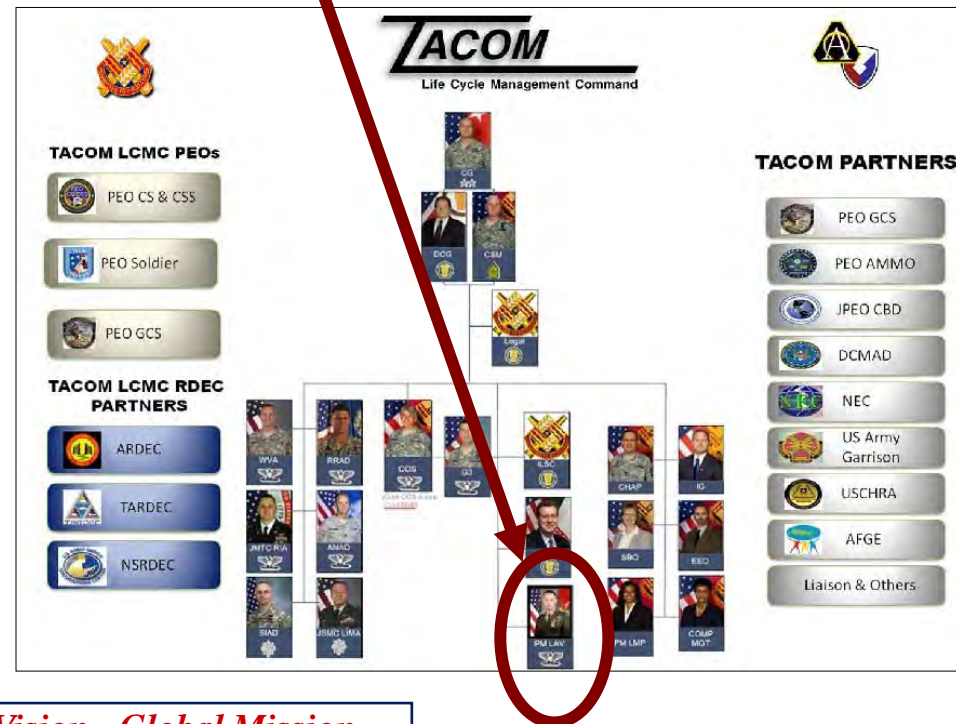 TACOM
Life Cycle Management Command
TACOM LCMC PEOs
PEO CS & CSS
PEO Soldier
PEO GCS
TACOM LCMC RDEC
PARTNERS
ARDEC
TARDEC
NSRDEC
CG
DCG
CSM
Legal
WVA
RRAD
COS
G3
ILSC
CHAP
IG
JMTC RIA
ANAD
SBO
EEO
SIAD
JSMC LIMA
PM LAV
PM LMP
COMP
MGT
TACOM PARTNERS
PEO GCS
PEO AMMO
JPEO CBD
DCMAD
NEC
US Army
Garrison
USCHRA
AFGE
Liaison & Others
Vision - Global Mission